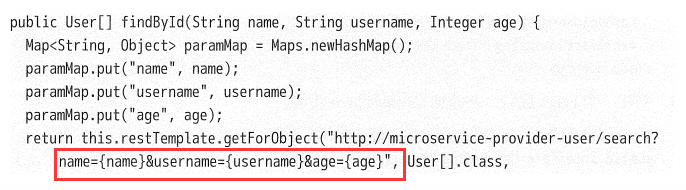 public User[] findById(String name, String username, Integer age) {
Map<String, Object> paramMap = Maps.newHashMap();
paramMap.put("name", name);
paramMap.put("username", username);
paramMap.put("age", age);
return this.restTemplate.getForObject("http://microservice-provider-user/search?
name={name}&username={username}&age={age}", User[].class,